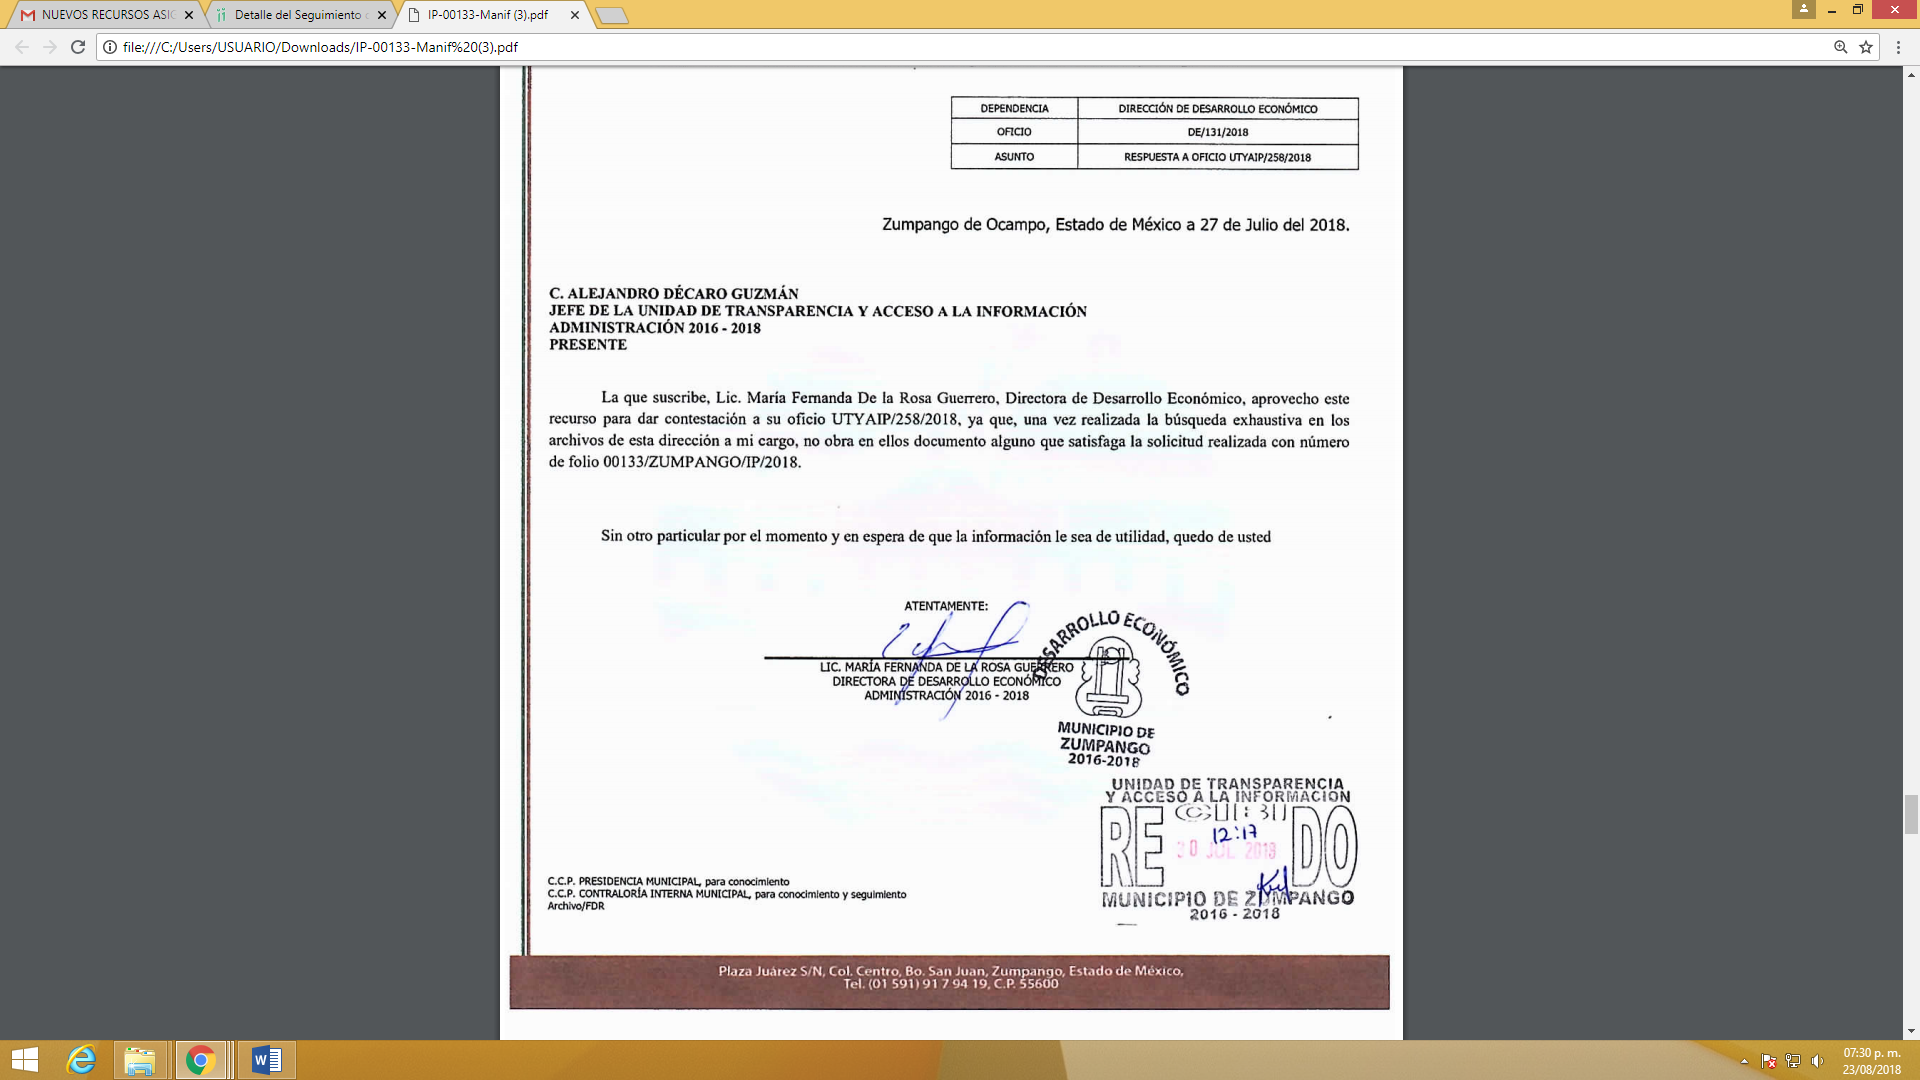 NUEVOS RECURSOS ASIG
Detalle del Seguimiento
IP-00133-Manif (3).pdf
file:///C:/Users/USUARIO/Downloads/IP-00133-Manif%20(3).pdf
DEPENDENCIA DIRECCIÓN DE DESARROLLO ECONÓMICO
OFICIO DE/131/2018
ASUNTO RESPUESTA A OFICIO UTYAIP/258/2018
Zumpango de Ocampo, Estado de México a 27 de Julio del 2018.
C. ALEJANDRO DÉCARO GUZMÁN
JEFE DE LA UNIDAD DE TRANSPARENCIA Y ACCESO A LA INFORMACIÓN
ADMINISTRACIÓN 2016 - 2018
PRESENTE
La que suscribe, Lic. María Fernanda De la Rosa Guerrero, Directora de Desarrollo Económico, aprovecho este
recurso para dar contestación a su oficio UTYAIP/258/2018, ya que, una vez realizada la búsqueda exhaustiva en los
archivos de esta dirección a mi cargo, no obra en ellos documento alguno que satisfaga la solicitud realizada con número
de folio 00133/ZUMPANGO/IP/2018.
Sin otro particular por el momento y en espera de que la información le sea de utilidad, quedo de usted
ATENTAMENTE:
LIC. MARÍA FERNANDA DE LA ROSA GUERRERO
DIRECTORA DE DESARROLLO ECONÓMICO
ADMINISTRACIÓN 2016 - 2018
DESARROLLO ECONÓMICO
MUNICIPIO DE
ZUMPANGO
2016-2018
UNIDAD DE TRANSPARENCIA
Y ACCESO A LA INFORMACION
RE CIBI DO
12:17
30 JUL 2018
MUNICIPIO DE ZUMPANGO
2016 - 2018
C.C.P. PRESIDENCIA MUNICIPAL, para conocimiento
C.C.P. CONTRALORÍA INTERNA MUNICIPAL, para conocimiento y seguimiento
Archivo/FDR
Plaza Juárez S/N, Col. Centro, Bo. San Juan, Zumpango, Estado de México,
Tel. (01 591) 91 7 94 19, C.P. 55600
07:30 p. m.
23/08/2018